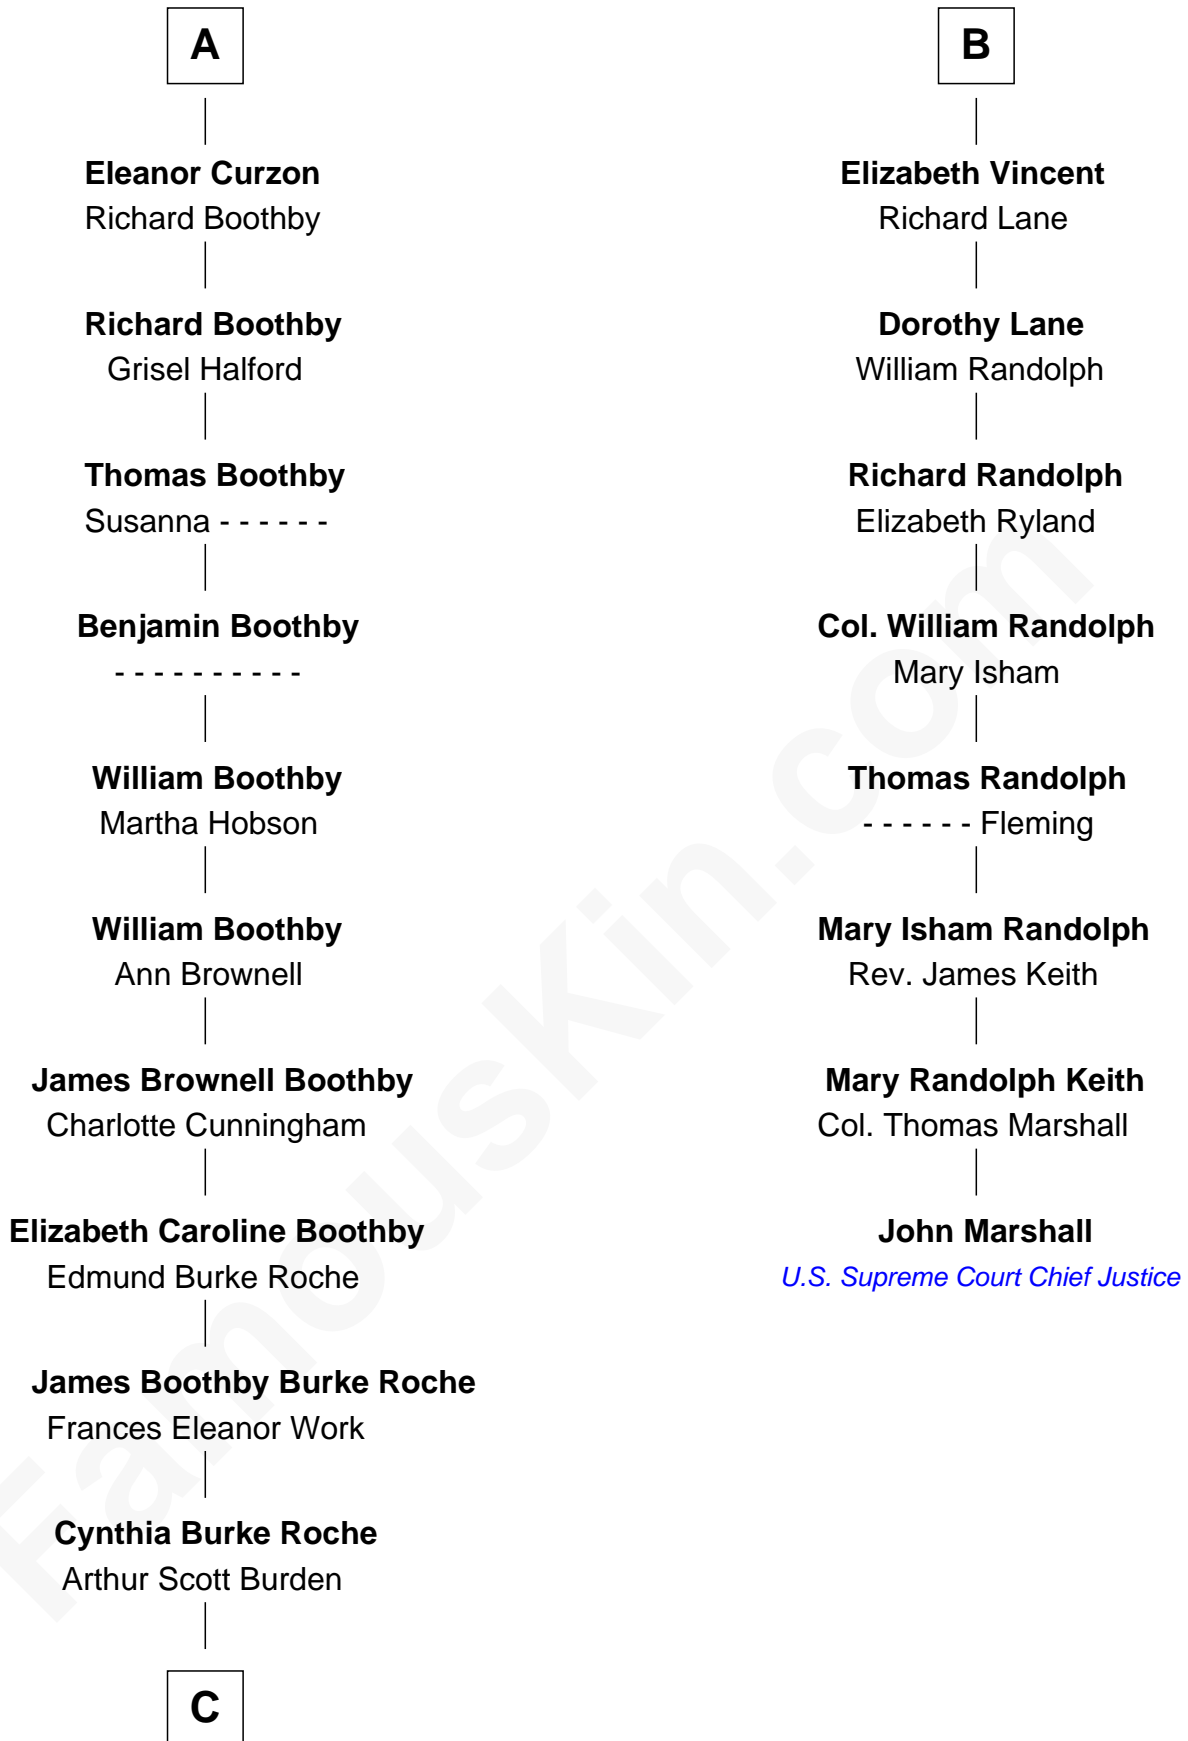 A
Eleanor Curzon
Richard Boothby
Richard Boothby
Grisel Halford
Thomas Boothby
Susanna - - - - - -
Benjamin Boothby
- - - - - - - - - -
William Boothby
Martha Hobson
William Boothby
Ann Brownell
James Brownell Boothby
Charlotte Cunningham
Elizabeth Caroline Boothby
Edmund Burke Roche
James Boothby Burke Roche
Frances Eleanor Work
Cynthia Burke Roche
Arthur Scott Burden
C
B
Elizabeth Vincent
Richard Lane
Dorothy Lane
William Randolph
Richard Randolph
Elizabeth Ryland
Col. William Randolph
Mary Isham
Thomas Randolph
- - - - - - Fleming
Mary Isham Randolph
Rev. James Keith
Mary Randolph Keith
Col. Thomas Marshall
John Marshall
U.S. Supreme Court Chief Justice
FamousKin.com